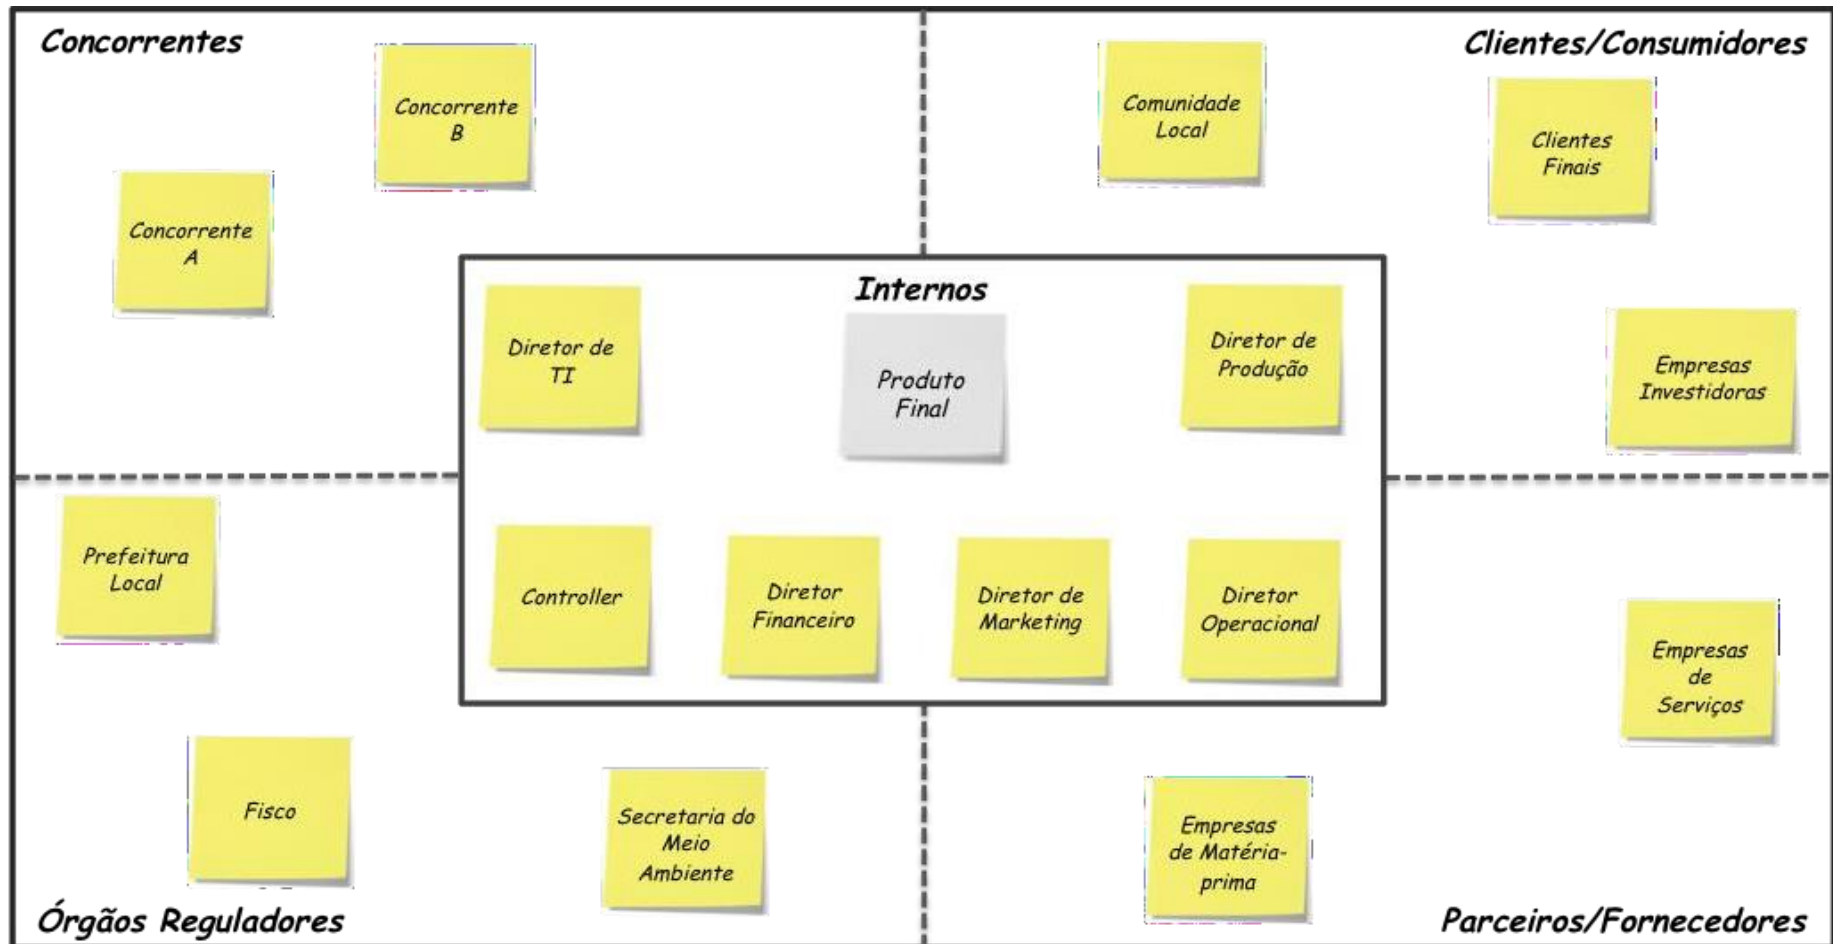 Concorrentes
Concorrente
B
Concorrente
A
Clientes/Consumidores
Comunidade
Local
Clientes
Finais
Empresas
Investidoras
Internos
Diretor de
TI
Produto
Final
Diretor de
Produção
Controller
Diretor
Financeiro
Diretor de
Marketing
Diretor
Operacional
Prefeitura
Local
Fisco
Secretaria do
Meio
Ambiente
Órgãos Reguladores
Empresas
de
Serviços
Empresas
de Matéria-
prima
Parceiros/Fornecedores